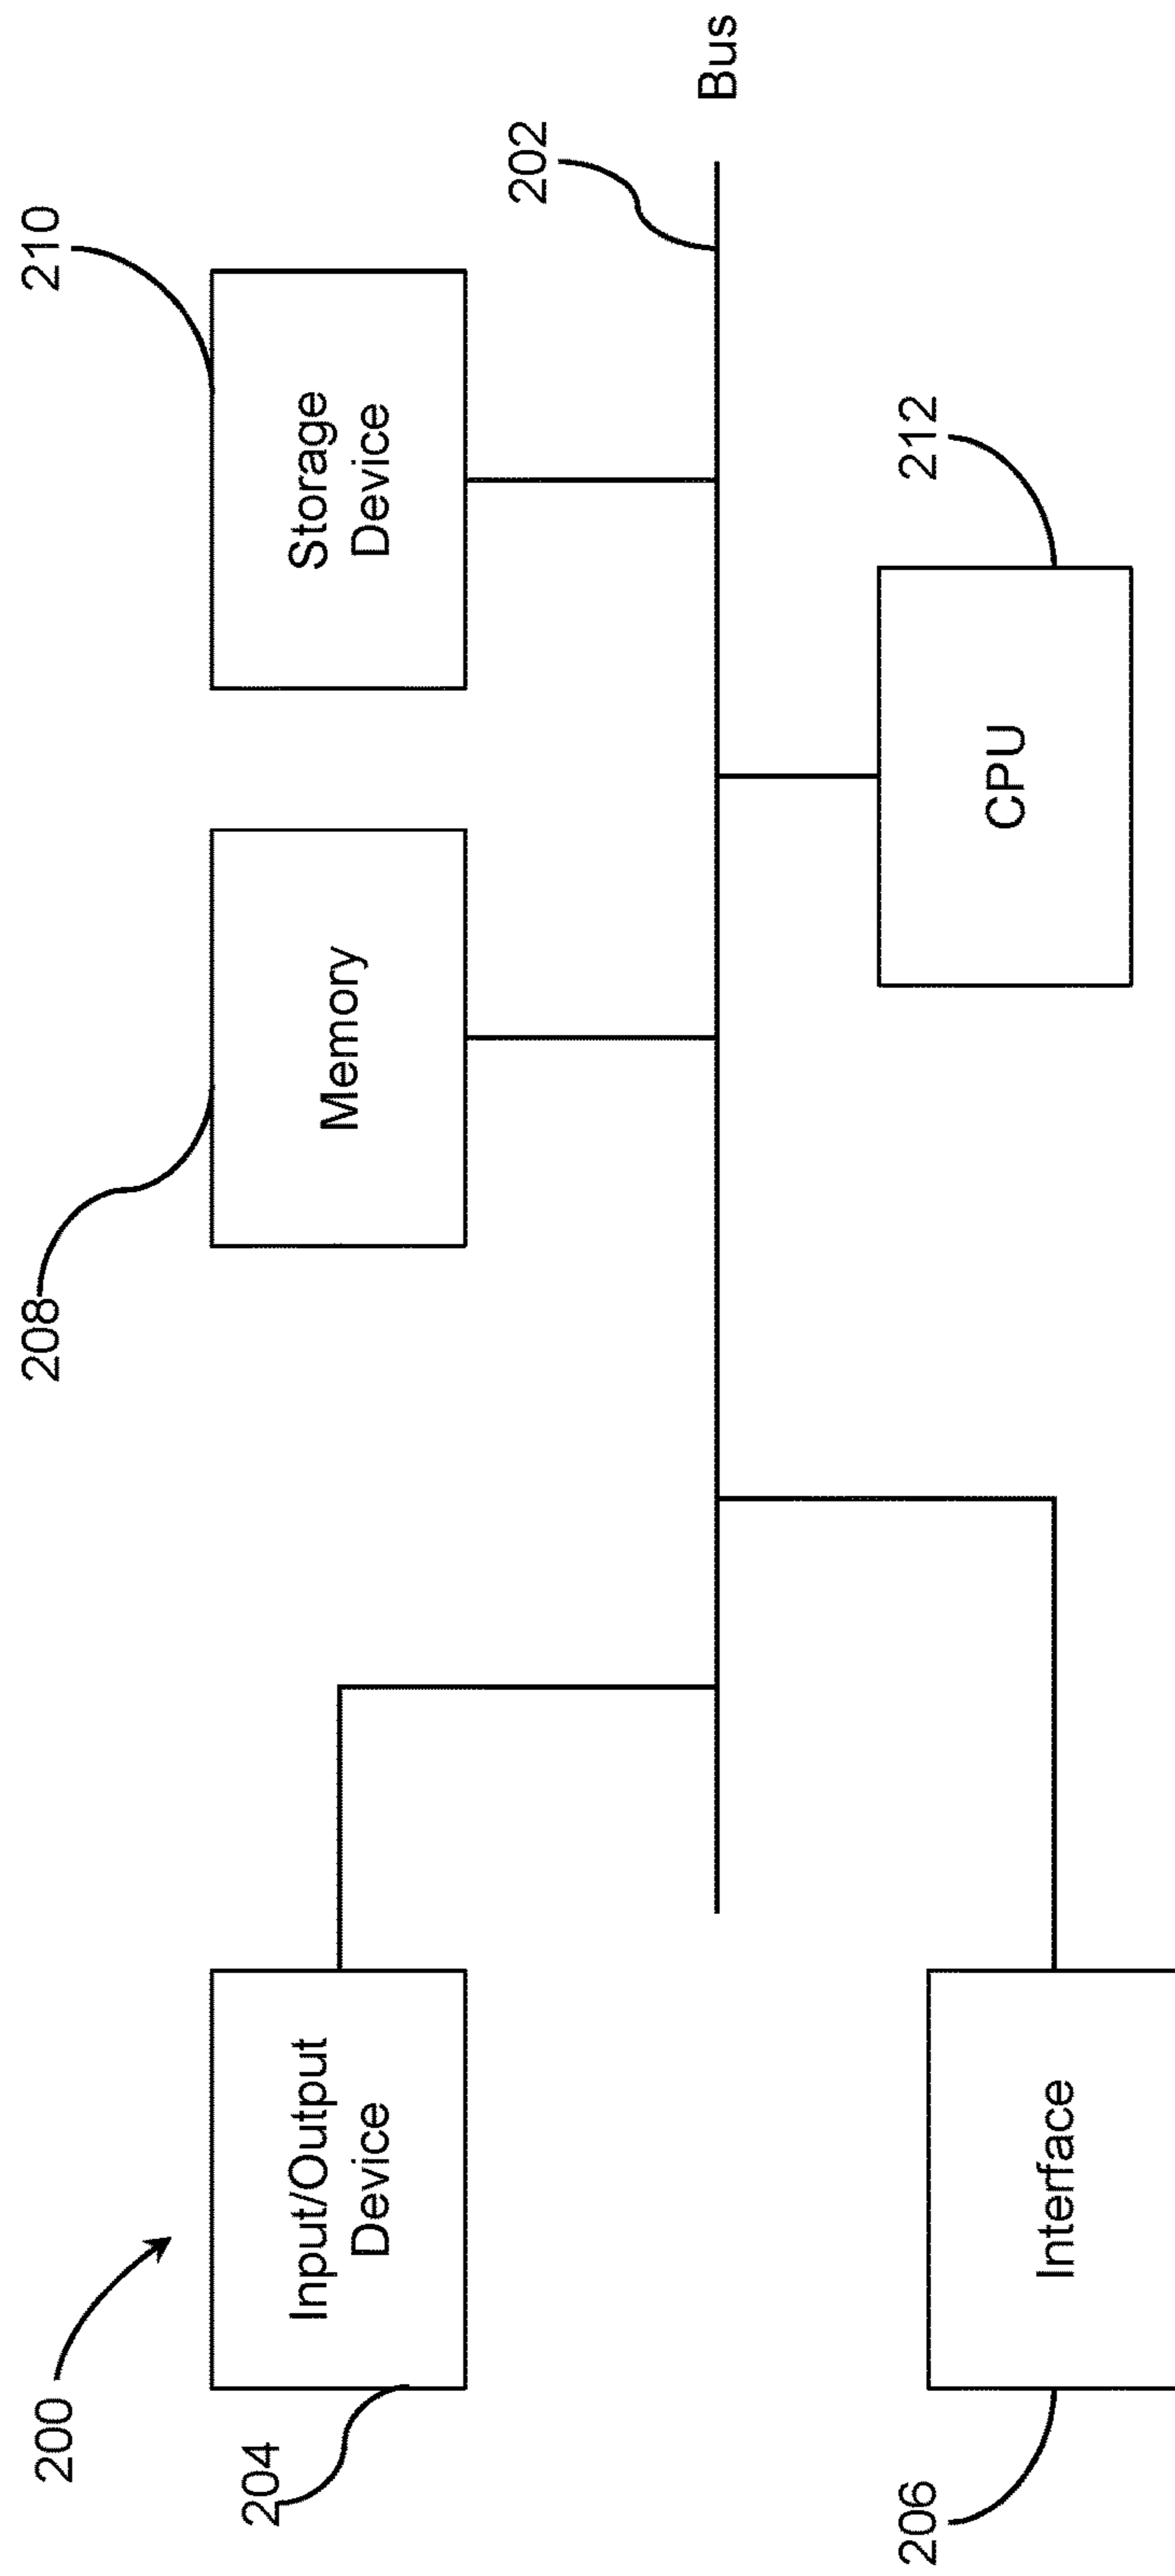 200
204
Input/Output
Device
208
Memory
210
Storage
Device
202
Bus
206
Interface
212
CPU